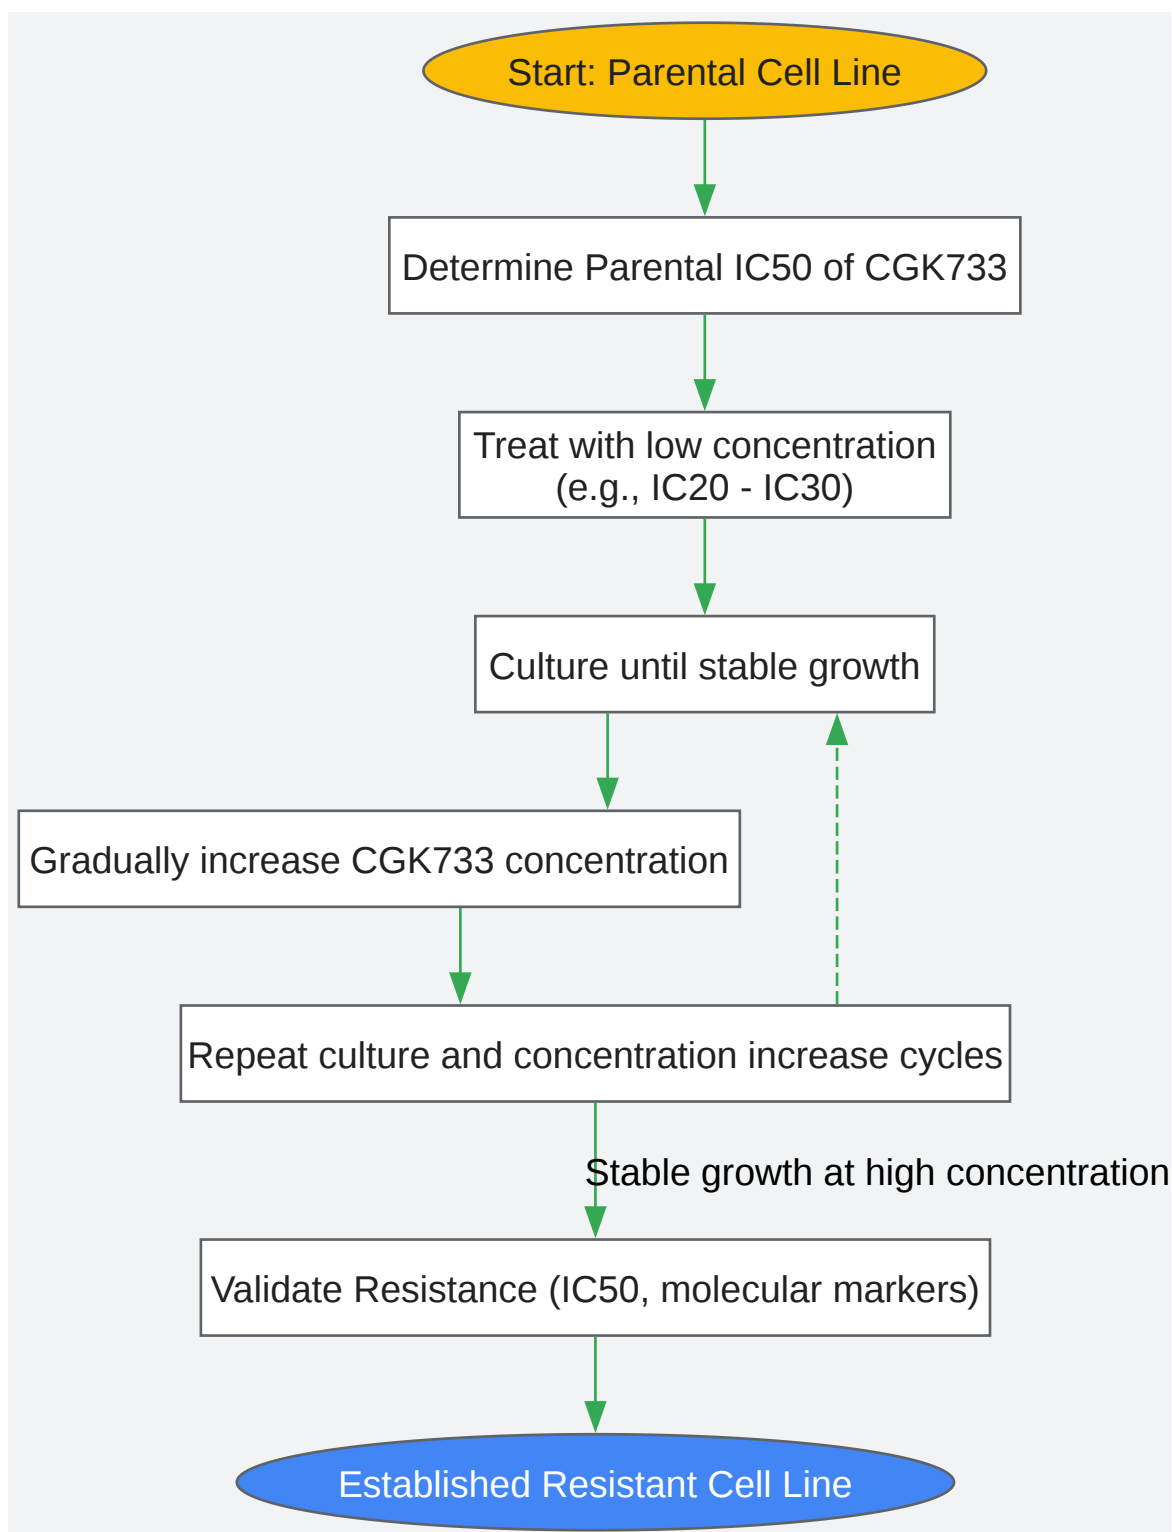 Start: Parental Cell Line
Determine Parental IC50 of CGK733
Treat with low concentration
(e.g., IC20 - IC30)
Culture until stable growth
Gradually increase CGK733 concentration
Repeat culture and concentration increase cycles
Stable growth at high concentration
Validate Resistance (IC50, molecular markers)
Established Resistant Cell Line